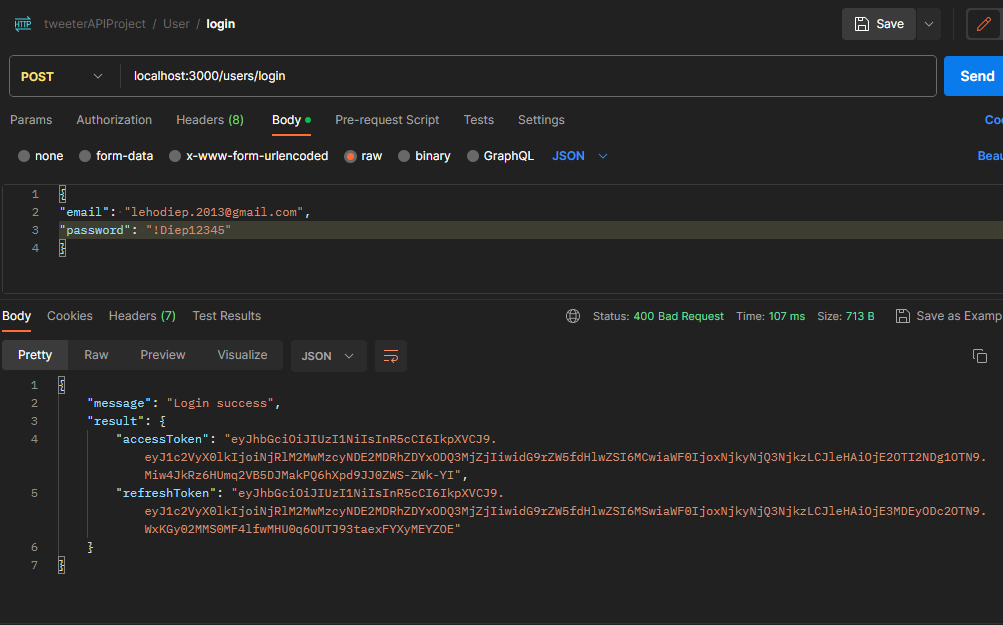 HTTP tweeterAPIProject / User / login Save
POST localhost:3000/users/login Send
Params Authorization Headers (8) Body Pre-request Script Tests Settings Coo
none form-data x-www-form-urlencoded raw binary GraphQL JSON Beau
1 {
2 "email": "lehodiep.2013@gmail.com",
3 "password": "!Diep12345"
4 }
Body Cookies Headers (7) Test Results Status: 400 Bad Request Time: 107 ms Size: 713 B Save as Examp
Pretty Raw Preview Visualize JSON
1 {
2 "message": "Login success",
3 "result": {
4 "accessToken": "eyJhbGciOiJIUzI1NiIsInR5cCI6IkpXVCJ9.
eyJ1c2VyX0lkIjoiNjRlM2MwMzcyNDE2MDRhZDYxODQ3MjZjIiwidG9rZW5fdHlwZSI6MCwiaWF0IjoxNjkyNjQ3NjkzLCJleHAiOjE2OTI2NDg1OTN9.
Miw4JkRz6HUmq2VB5DJMakPQ6hXpd9JJ0ZWS-ZWk-YI",
5 "refreshToken": "eyJhbGciOiJIUzI1NiIsInR5cCI6IkpXVCJ9.
eyJ1c2VyX0lkIjoiNjRlM2MwMzcyNDE2MDRhZDYxODQ3MjZjIiwidG9rZW5fdHlwZSI6MSwiaWF0IjoxNjkyNjQ3NjkzLCJleHAiOjE3MDEyODc2OTN9.
WxKGy02MMS0MF4lfwMHU0q6OUTJ93taexFYXyMEYZOE"
6 }
7 }